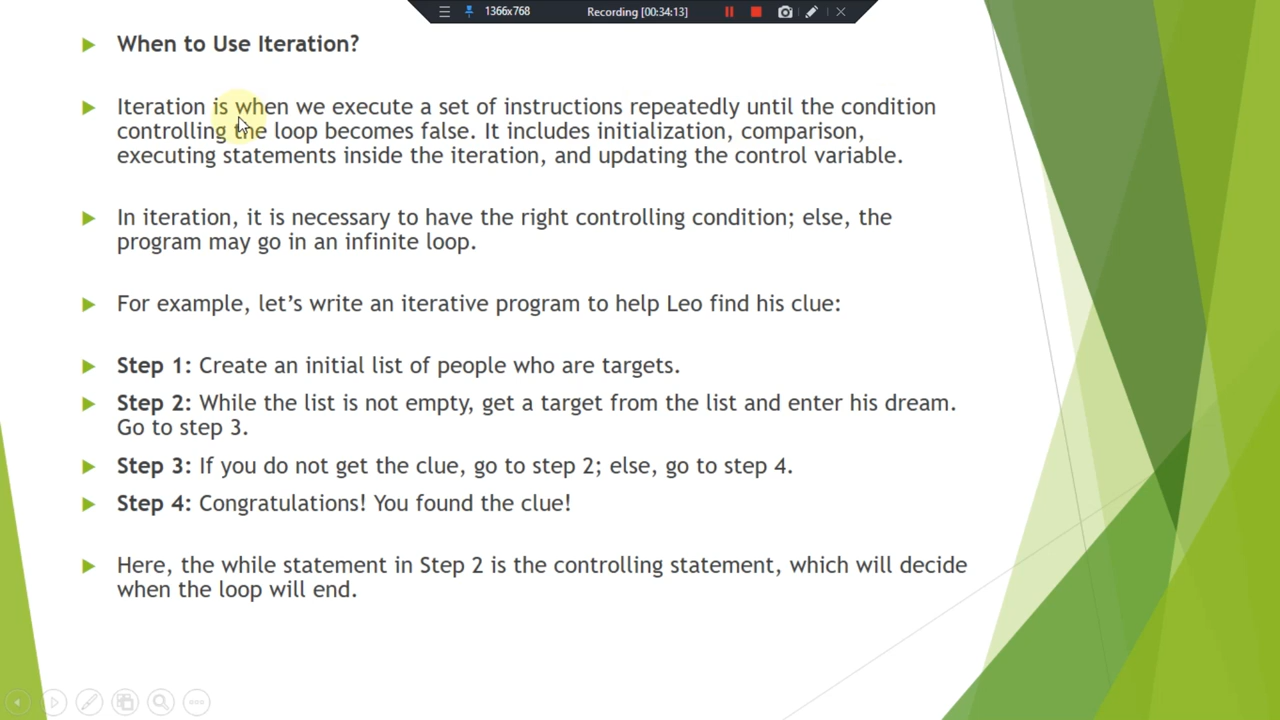 1366x768 Recording [00:34:13]
When to Use Iteration?
Iteration is when we execute a set of instructions repeatedly until the condition
controlling the loop becomes false. It includes initialization, comparison,
executing statements inside the iteration, and updating the control variable.
In iteration, it is necessary to have the right controlling condition; else, the
program may go in an infinite loop.
For example, let's write an iterative program to help Leo find his clue:
Step 1: Create an initial list of people who are targets.
Step 2: While the list is not empty, get a target from the list and enter his dream.
Go to step 3.
Step 3: If you do not get the clue, go to step 2; else, go to step 4.
Step 4: Congratulations! You found the clue!
Here, the while statement in Step 2 is the controlling statement, which will decide
when the loop will end.